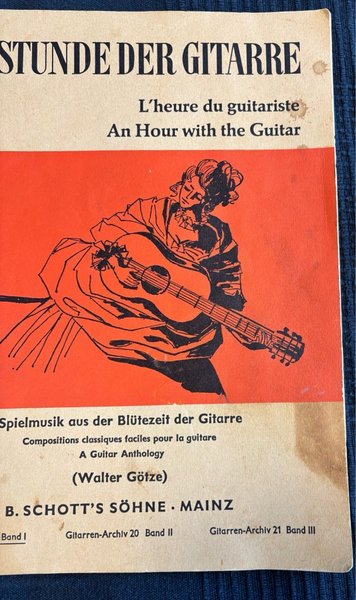 STUNDE DER GITARRE
L'heure du guitariste
An Hour with the Guitar
Spielmusik aus der Blütezeit der Gitarre
Compositions classiques faciles pour la guitare
A Guitar Anthology
(Walter Götze)
B. SCHOTT'S SÖHNE · MAINZ
Band I Gitarren-Archiv 20 Band II Gitarren-Archiv 21 Band III